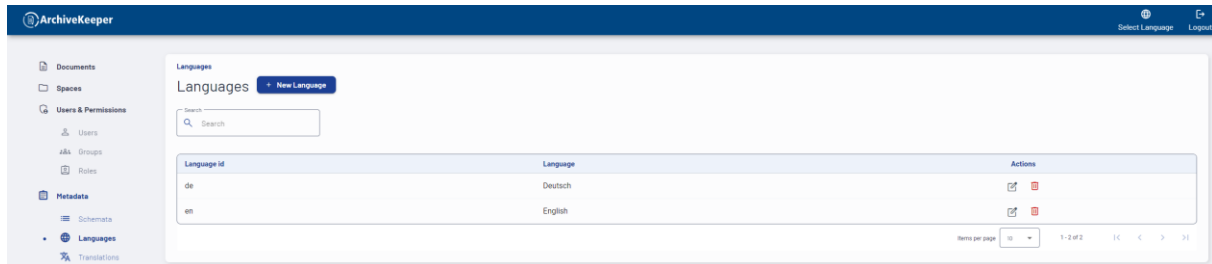 ArchiveKeeper
Select Language
Logout
Documents
Spaces
Users & Permissions
Users
Groups
Roles
Metadata
Schemata
Languages
Translations
Languages
Languages
+ New Language
Search
Search
Language id Language Actions
de Deutsch
en English
Items per page 10 1 - 2 of 2